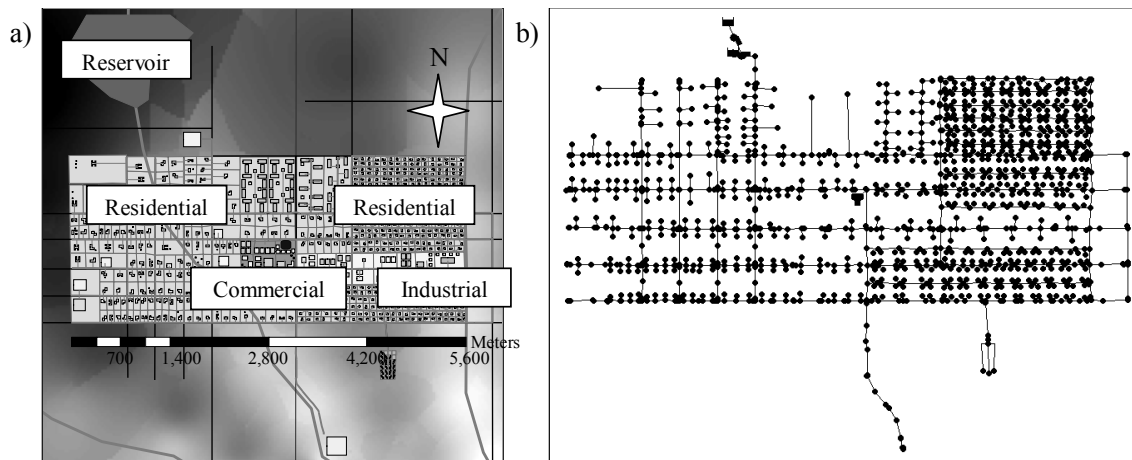 a)
Reservoir
N
Residential
Residential
Commercial
Industrial
700 1,400 2,800 4,200 5,600 Meters
b)